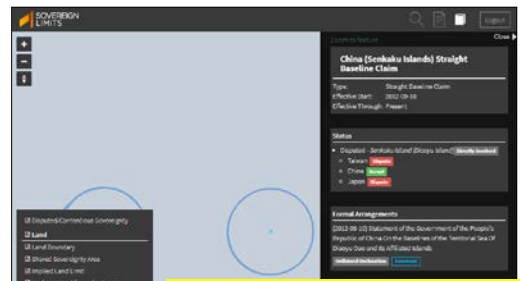 SOVEREIGN
LIMITS
Logout
Zoom to feature
Close
China (Senkaku Islands) Straight
Baseline Claim
Type: Straight Baseline Claim
Effective Start: 2012-09-10
Effective Through: Present
Status
Disputed - Senkaku Island (Diaoyu Island) Directly Involved
Taiwan Dispute
China Accept
Japan Dispute
Formal Arrangements
(2012-09-10) Statement of the Government of the People's
Republic of China On the Baselines of the Territorial Sea Of
Diaoyu Dao and Its Affiliated Islands
Unilateral Declaration Download
Disputed/Contentious Sovereignty
Land
Land Boundary
Shared Sovereignty Area
Implied Land Limit